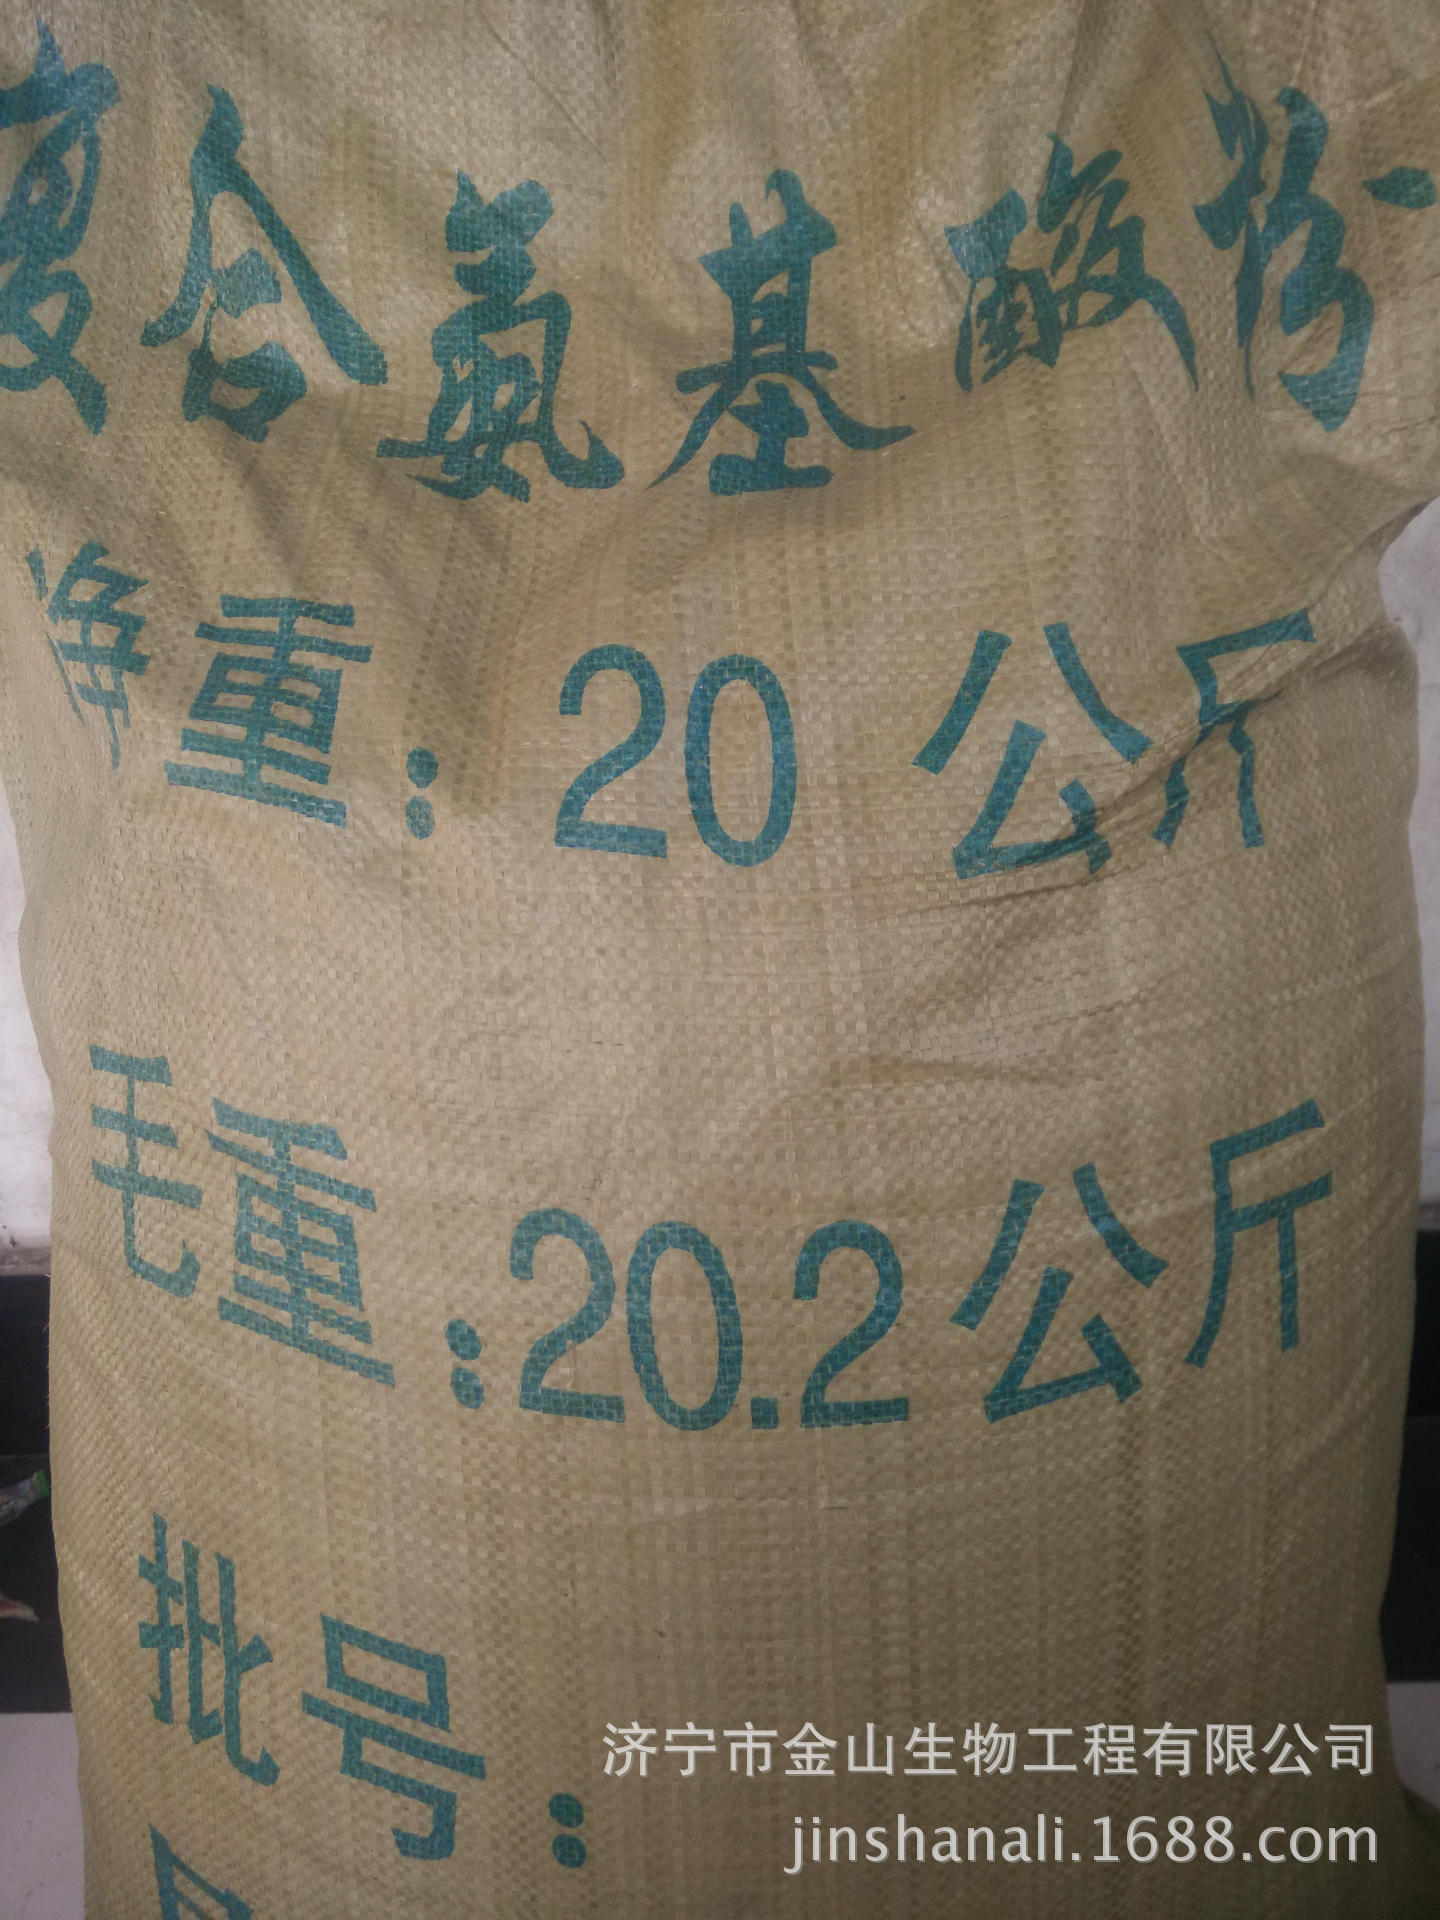 復合氨基酸粉
净重：20 公斤
毛重：20.2公斤
批号：
济宁市金山生物工程有限公司
jinshanali.1688.com